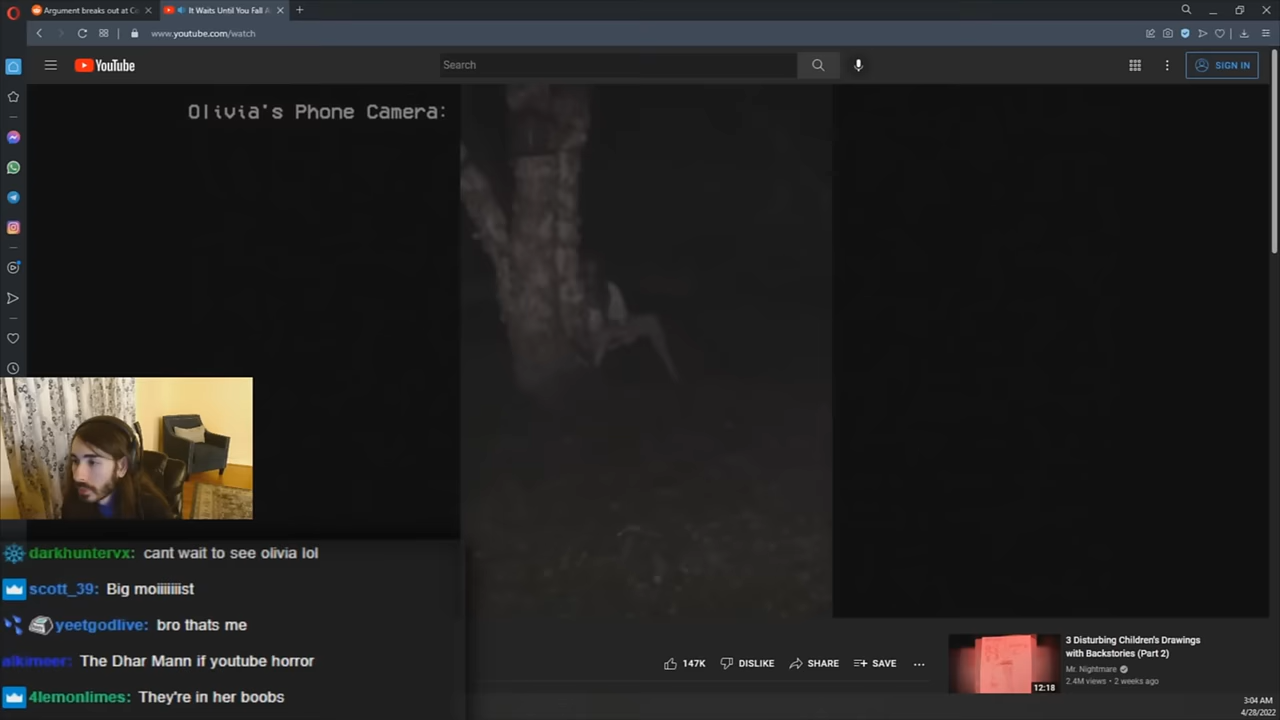 Argument breaks out at Co
It Waits Until You Fall A
www.youtube.com/watch
YouTube
Search
SIGN IN
Olivia's Phone Camera:
darkhuntervx: cant wait to see olivia lol
scott_39: Big moiiiiiiiist
yeetgodlive: bro thats me
alkimeer: The Dhar Mann if youtube horror
4lemonlimes: They're in her boobs
147K
DISLIKE
SHARE
SAVE
3 Disturbing Children's Drawings
with Backstories (Part 2)
Mr. Nightmare
2.4M views • 2 weeks ago
12:18
3:04 AM
4/28/2022